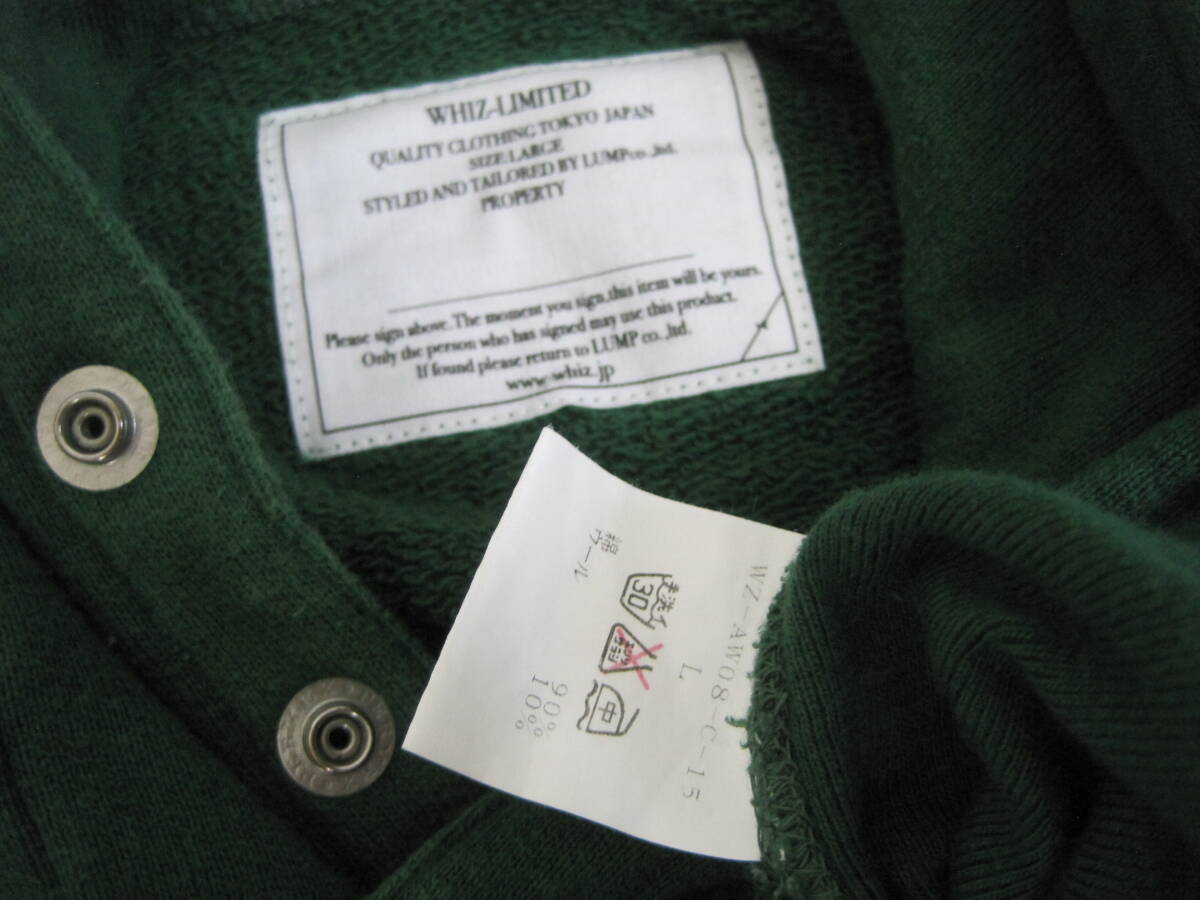 WHIZ-LIMITED
QUALITY CLOTHING TOKYO JAPAN
SIZE:LARGE
STYLED AND TAILORED BY LUMP co.,ltd.
PROPERTY
Please sign above. The moment you sign,this item will be yours.
Only the person who has signed may use this product.
If found please return to LUMP co.,ltd.
www.whiz.jp
WZ-AW08-C-15
L
手洗イ
30
中
綿 90%
ウール 10%